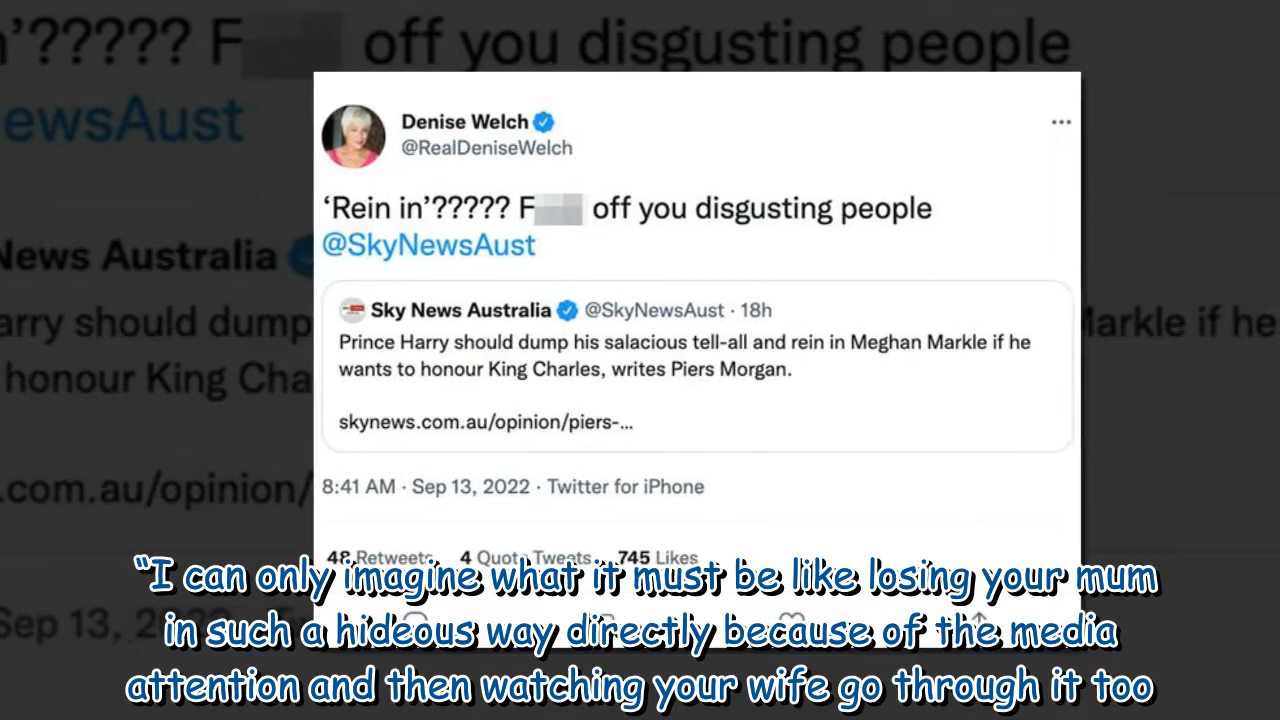 n’????? F off you disgusting people
ewsAust
Denise Welch
@RealDeniseWelch
‘Rein in’????? F off you disgusting people
@SkyNewsAust
News Australia
Sky News Australia @SkyNewsAust · 18h
arry should dump
Prince Harry should dump his salacious tell-all and rein in Meghan Markle if he
Markle if he
honour King Cha
wants to honour King Charles, writes Piers Morgan.
skynews.com.au/opinion/piers-...
.com.au/opinion/
8:41 AM · Sep 13, 2022 · Twitter for iPhone
48 Retweets 4 Quote Tweets 745 Likes
Sep 13, 2
“I can only imagine what it must be like losing your mum
in such a hideous way directly because of the media
attention and then watching your wife go through it too